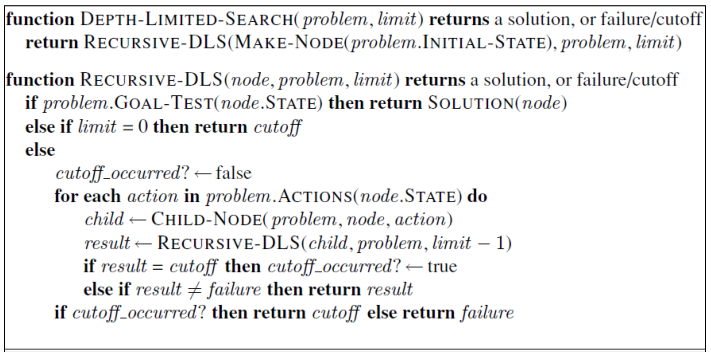 function DEPTH-LIMITED-SEARCH(problem, limit) returns a solution, or failure/cutoff
return RECURSIVE-DLS(MAKE-NODE(problem.INITIAL-STATE), problem, limit)
function RECURSIVE-DLS(node, problem, limit) returns a solution, or failure/cutoff
if problem.GOAL-TEST(node.STATE) then return SOLUTION(node)
else if limit = 0 then return cutoff
else
cutoff_occurred? ← false
for each action in problem.ACTIONS(node.STATE) do
child ← CHILD-NODE(problem, node, action)
result ← RECURSIVE-DLS(child, problem, limit − 1)
if result = cutoff then cutoff_occurred? ← true
else if result ≠ failure then return result
if cutoff_occurred? then return cutoff else return failure